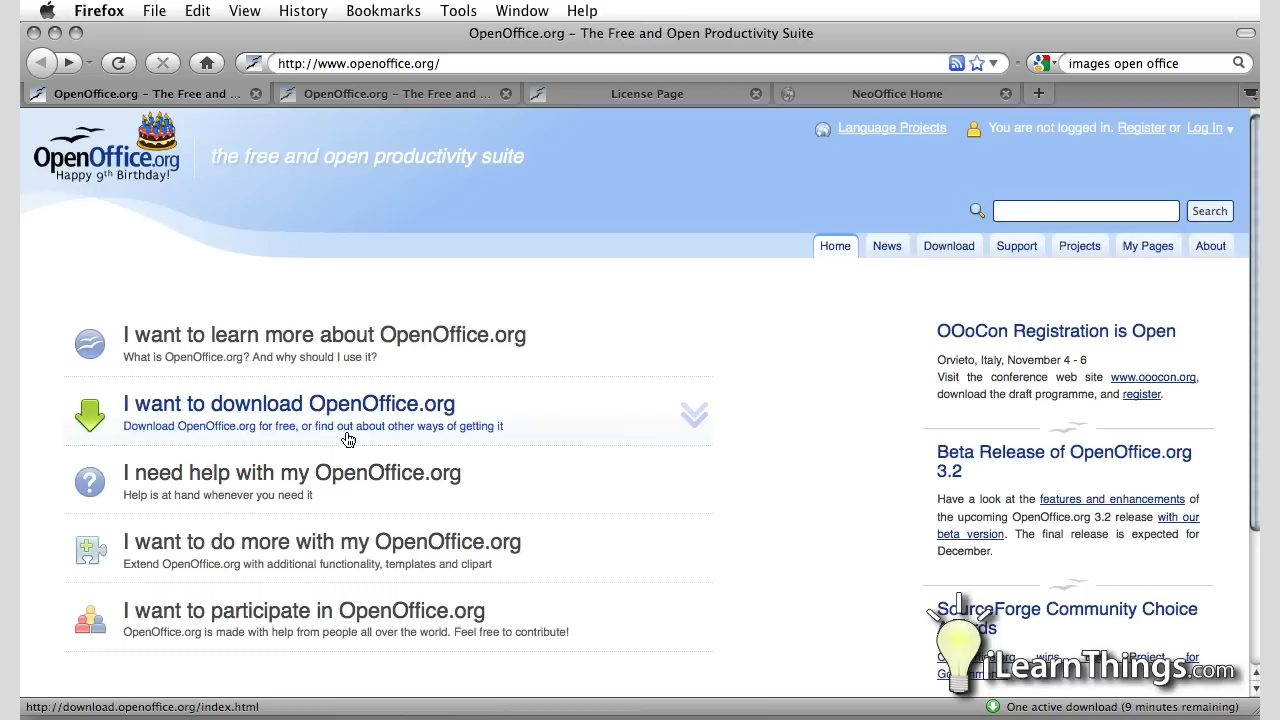 Firefox File Edit View History Bookmarks Tools Window Help
OpenOffice.org – The Free and Open Productivity Suite
http://www.openoffice.org/
images open office
OpenOffice.org – The Free and ...
OpenOffice.org – The Free and ...
License Page
NeoOffice Home
OpenOffice.org
Happy 9th Birthday!
the free and open productivity suite
Language Projects
You are not logged in. Register or Log In
Search
Home News Download Support Projects My Pages About
I want to learn more about OpenOffice.org
What is OpenOffice.org? And why should I use it?
I want to download OpenOffice.org
Download OpenOffice.org for free, or find out about other ways of getting it
I need help with my OpenOffice.org
Help is at hand whenever you need it
I want to do more with my OpenOffice.org
Extend OpenOffice.org with additional functionality, templates and clipart
I want to participate in OpenOffice.org
OpenOffice.org is made with help from people all over the world. Feel free to contribute!
OOoCon Registration is Open
Orvieto, Italy, November 4 - 6
Visit the conference web site www.ooocon.org,
download the draft programme, and register.
Beta Release of OpenOffice.org
3.2
Have a look at the features and enhancements of
the upcoming OpenOffice.org 3.2 release with our
beta version. The final release is expected for
December.
SourceForge Community Choice
for
iLearnThings.com
http://download.openoffice.org/index.html
One active download (9 minutes remaining)